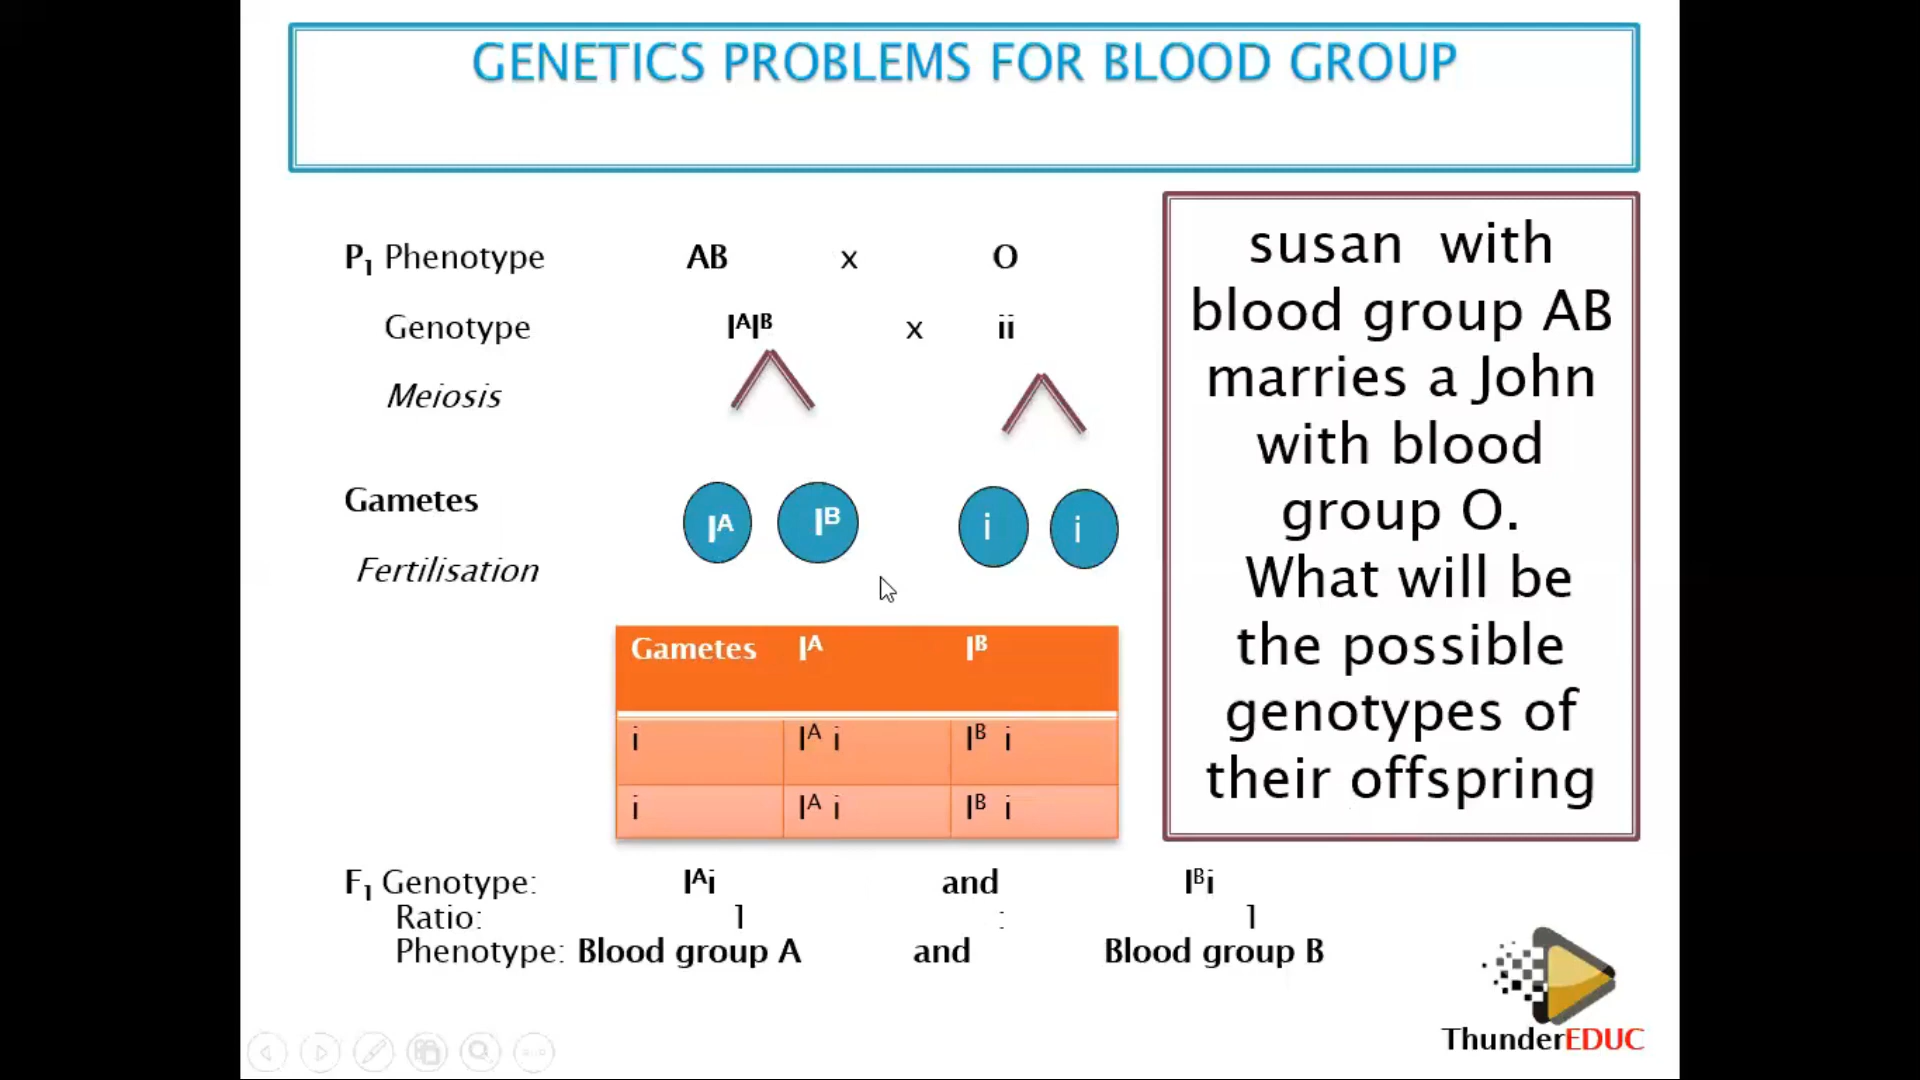 GENETICS PROBLEMS FOR BLOOD GROUP
P₁ Phenotype AB x O
Genotype IᴬIᴮ x ii
Meiosis
Gametes Iᴬ Iᴮ i i
Fertilisation
Gametes Iᴬ Iᴮ
i Iᴬ i Iᴮ i
i Iᴬ i Iᴮ i
F₁ Genotype: Iᴬi and Iᴮi
Ratio: 1 : 1
Phenotype: Blood group A and Blood group B
susan with
blood group AB
marries a John
with blood
group O.
What will be
the possible
genotypes of
their offspring
ThunderEDUC